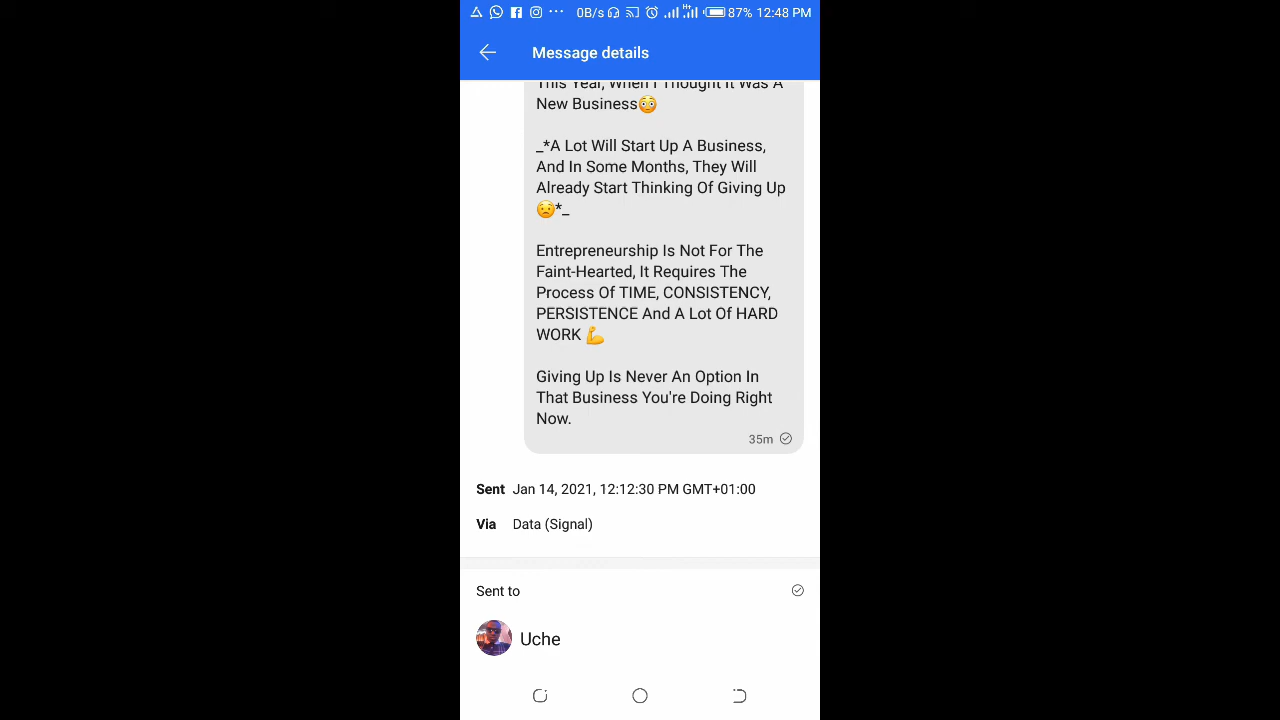 0B/s H+ 87% 12:48 PM
Message details
This Year, When I Thought It Was A
New Business😳
_*A Lot Will Start Up A Business,
And In Some Months, They Will
Already Start Thinking Of Giving Up
😟*_
Entrepreneurship Is Not For The
Faint-Hearted, It Requires The
Process Of TIME, CONSISTENCY,
PERSISTENCE And A Lot Of HARD
WORK 💪
Giving Up Is Never An Option In
That Business You're Doing Right
Now.
35m
Sent Jan 14, 2021, 12:12:30 PM GMT+01:00
Via Data (Signal)
Sent to
Uche